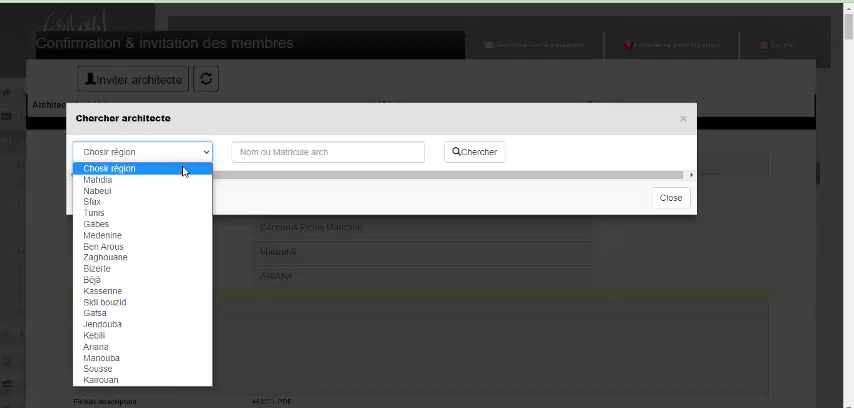 Confirmation & invitation des membres
Inviter architecte
Chercher architecte
×
Chosir région
Nom ou Matricule arch
Chercher
Chosir région
Mahdia
Nabeul
Sfax
Tunis
Gabes
Medenine
Ben Arous
Zaghouane
Bizerte
Béjà
Kasserine
Sidi bouzid
Gafsa
Jendouba
Kebili
Ariana
Manouba
Sousse
Kairouan
Close
Manzah6
ARIANA
Fichier description